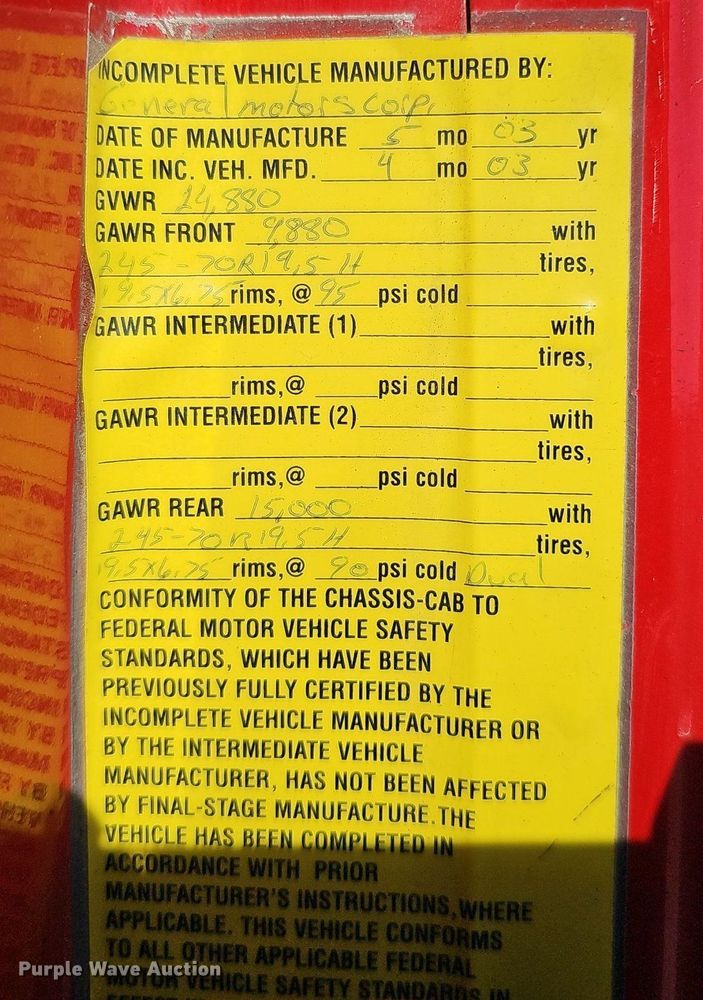 INCOMPLETE VEHICLE MANUFACTURED BY:
General motors corp.
DATE OF MANUFACTURE 5 mo 03 yr
DATE INC. VEH. MFD. 4 mo 03 yr
GVWR 24,880
GAWR FRONT 9,880 with
245-70R19,5 H tires,
19.5X6.75 rims, @ 95 psi cold
GAWR INTERMEDIATE (1) with
tires,
rims,@ psi cold
GAWR INTERMEDIATE (2) with
tires,
rims,@ psi cold
GAWR REAR 15,000 with
245-70R19,5 H tires,
19.5X6.75 rims,@ 90 psi cold Dual
CONFORMITY OF THE CHASSIS-CAB TO
FEDERAL MOTOR VEHICLE SAFETY
STANDARDS, WHICH HAVE BEEN
PREVIOUSLY FULLY CERTIFIED BY THE
INCOMPLETE VEHICLE MANUFACTURER OR
BY THE INTERMEDIATE VEHICLE
MANUFACTURER, HAS NOT BEEN AFFECTED
BY FINAL-STAGE MANUFACTURE. THE
VEHICLE HAS BEEN COMPLETED IN
ACCORDANCE WITH PRIOR
MANUFACTURER'S INSTRUCTIONS, WHERE
APPLICABLE. THIS VEHICLE CONFORMS
TO ALL OTHER APPLICABLE FEDERAL
MOTOR VEHICLE SAFETY STANDARDS IN
Purple Wave Auction